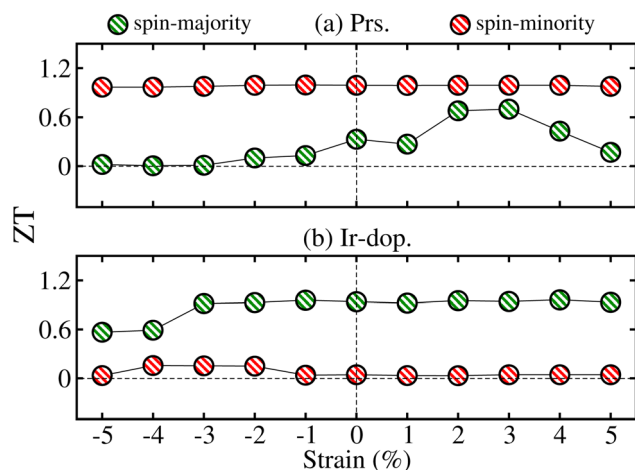 spin-majority (a) Prs. spin-minority
1.2
0.6
0
ZT
(b) Ir-dop.
1.2
0.6
0
-5 -4 -3 -2 -1 0 1 2 3 4 5
Strain (%)